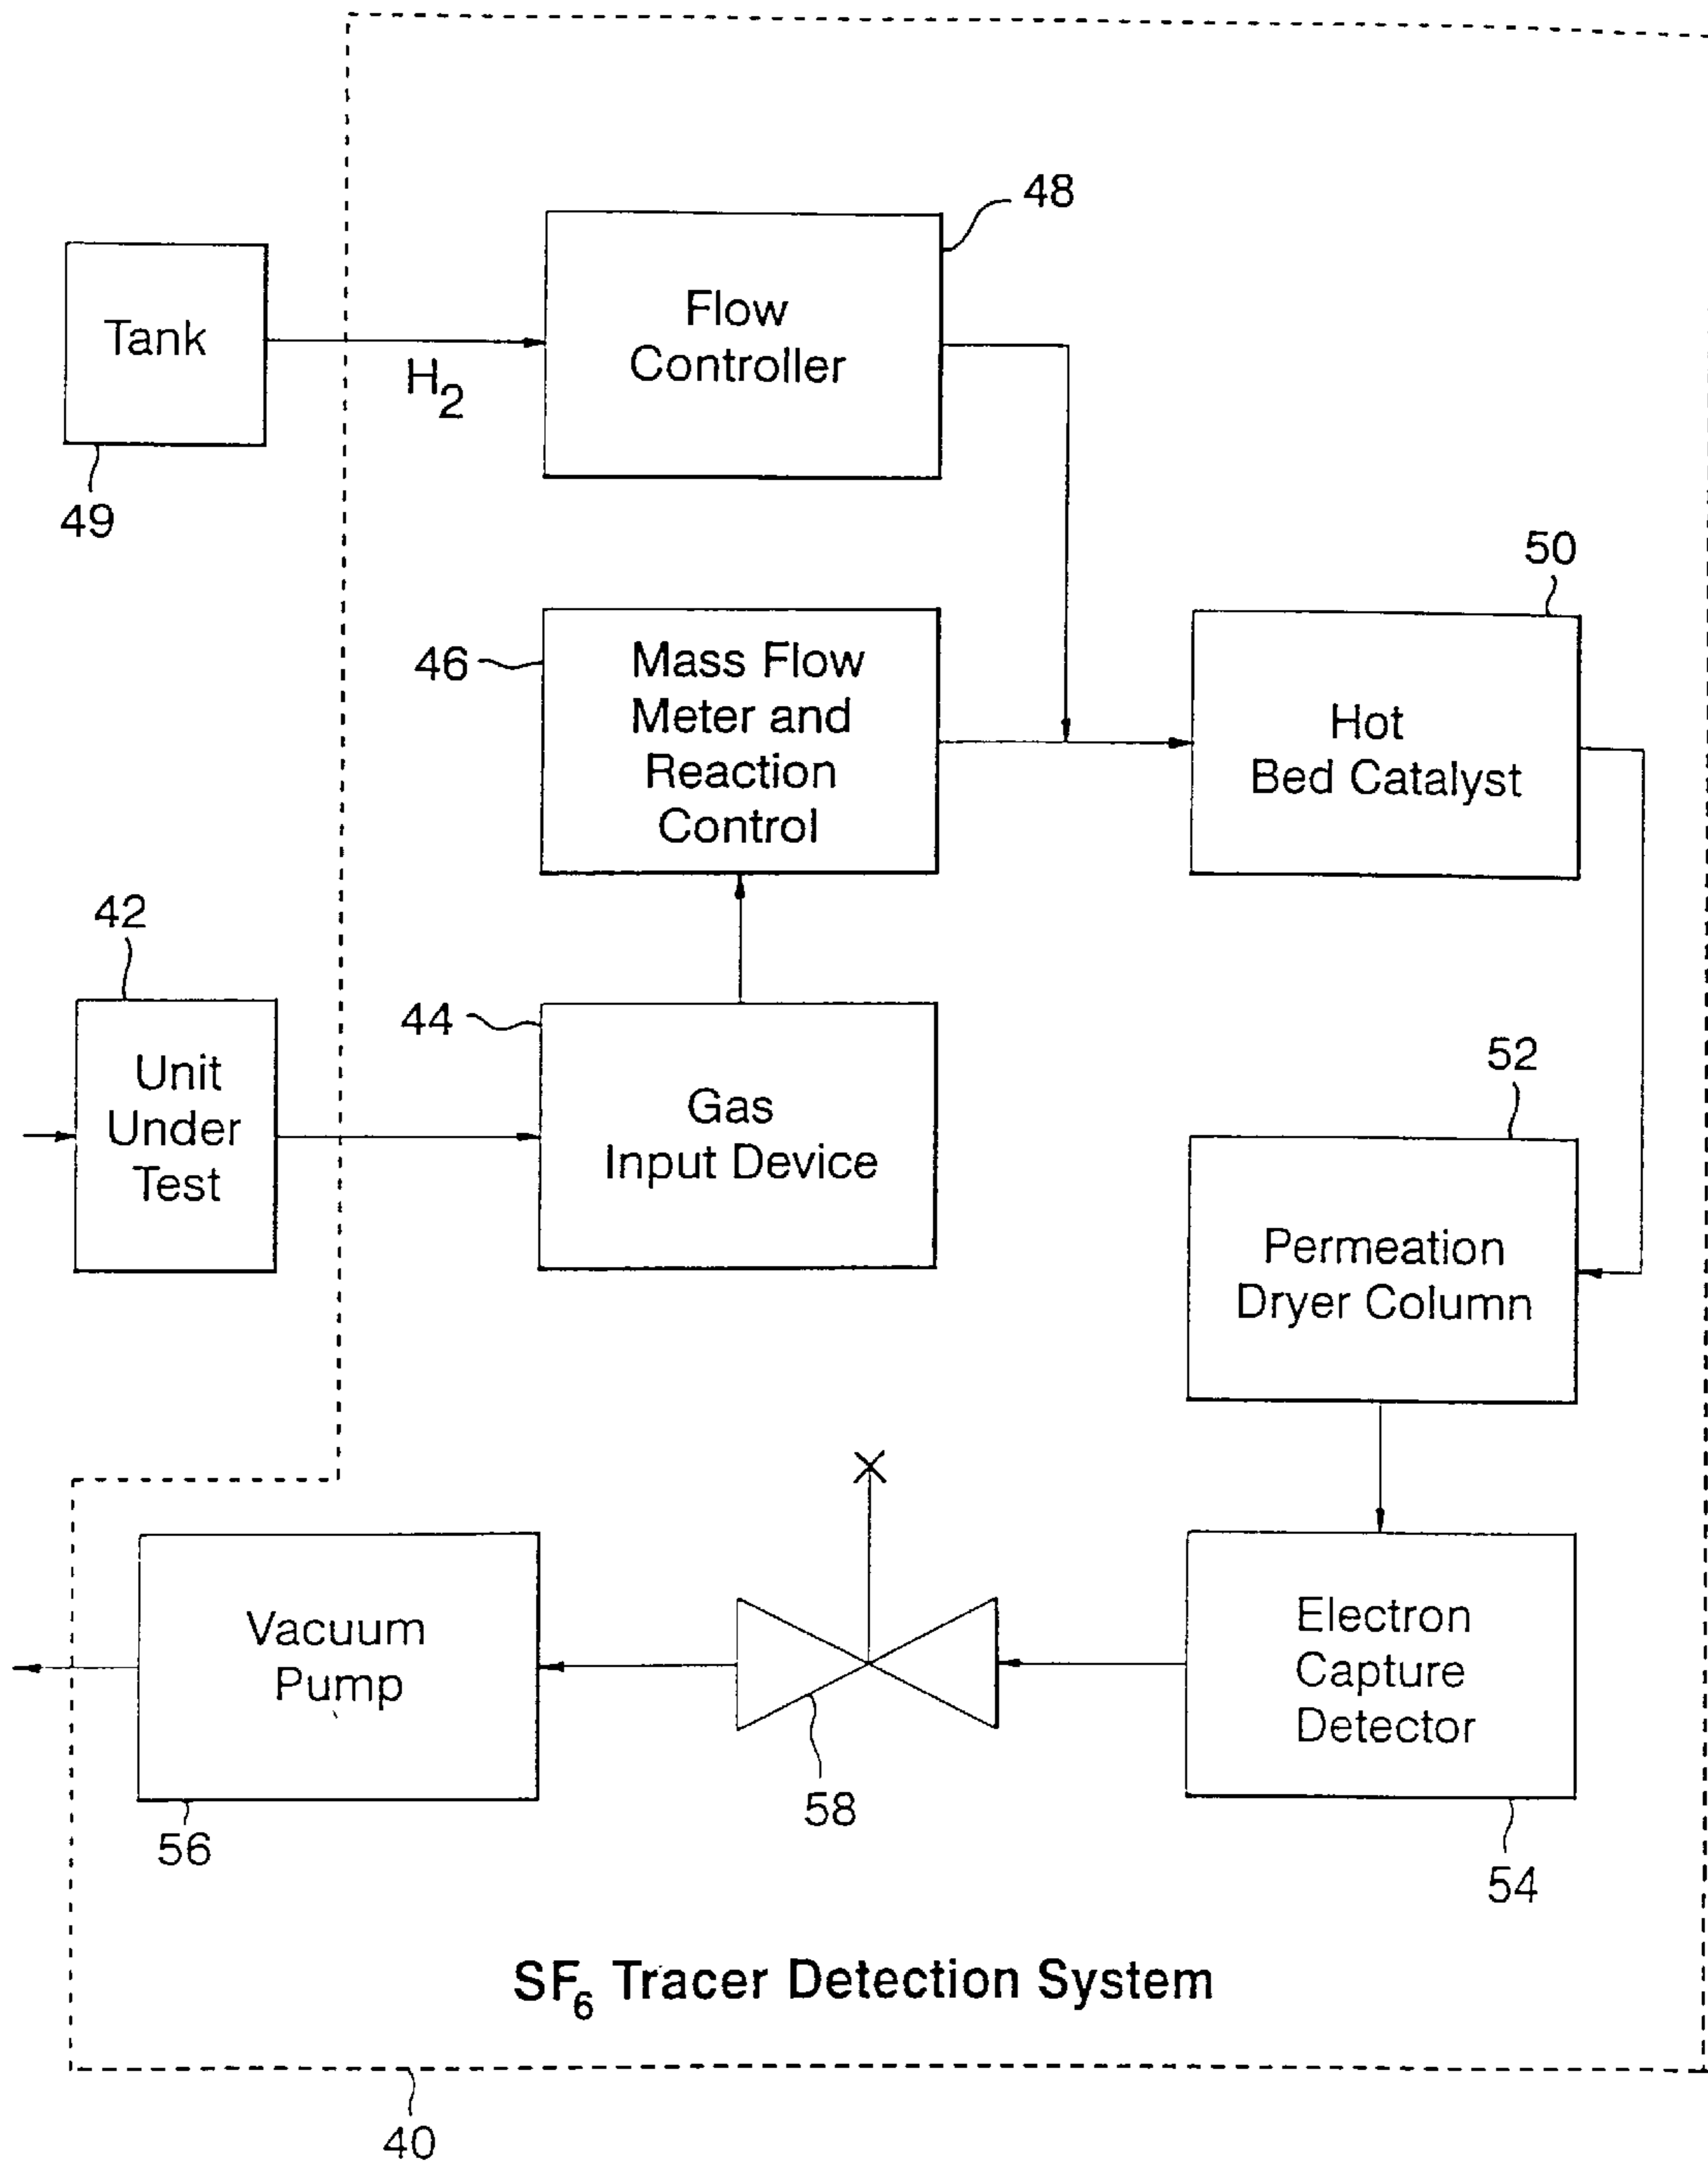 48
Flow
Controller
Tank
H2
49
50
46
Mass Flow
Meter and
Reaction
Control
Hot
Bed Catalyst
42
44
Unit
Under
Test
Gas
Input Device
52
Permeation
Dryer Column
Vacuum
Pump
Electron
Capture
Detector
58
56
54
SF6 Tracer Detection System
40